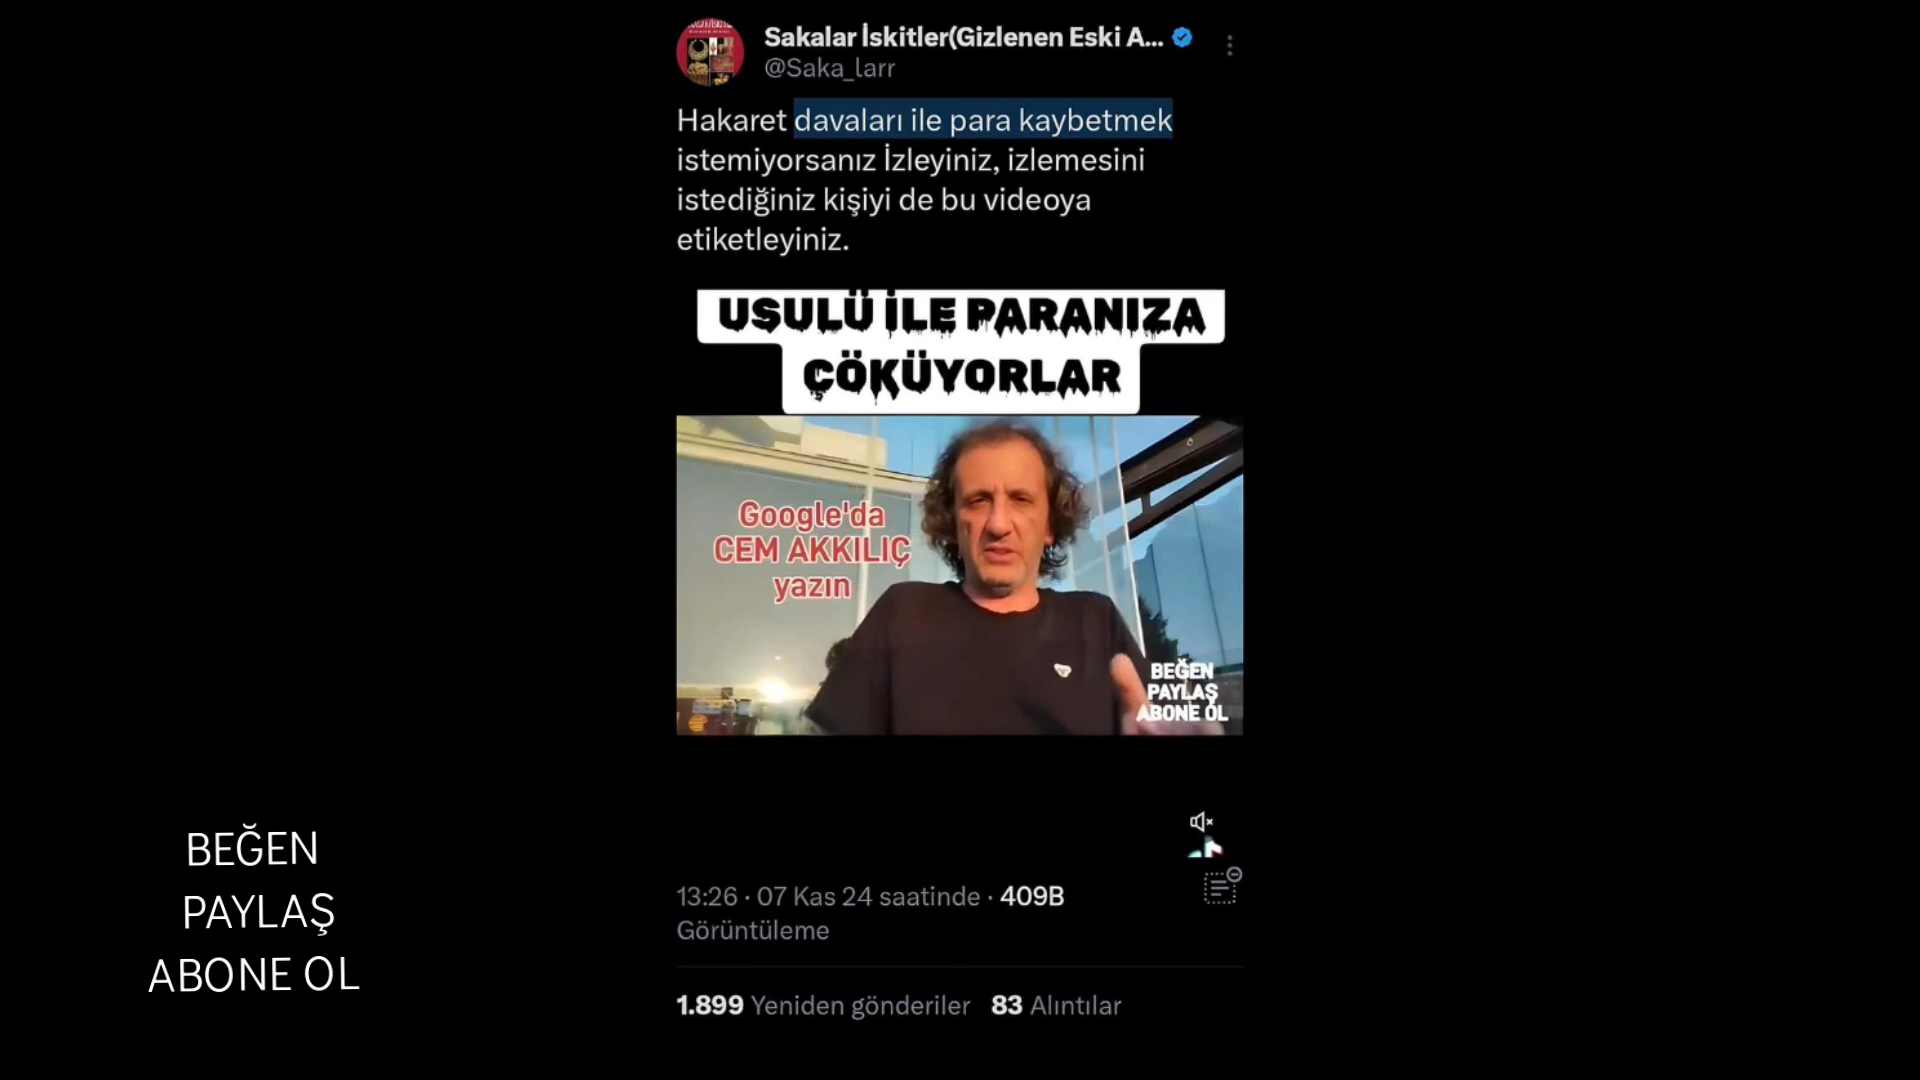 Sakalar İskitler(Gizlenen Eski A...
@Saka_larr
Hakaret davaları ile para kaybetmek
istemiyorsanız İzleyiniz, izlemesini
istediğiniz kişiyi de bu videoya
etiketleyiniz.
USULÜ İLE PARANIZA
ÇÖKÜYORLAR
Google'da
CEM AKKILIÇ
yazın
BEĞEN
PAYLAŞ
ABONE OL
13:26 · 07 Kas 24 saatinde · 409B
Görüntüleme
1.899 Yeniden gönderiler 83 Alıntılar
BEĞEN
PAYLAŞ
ABONE OL